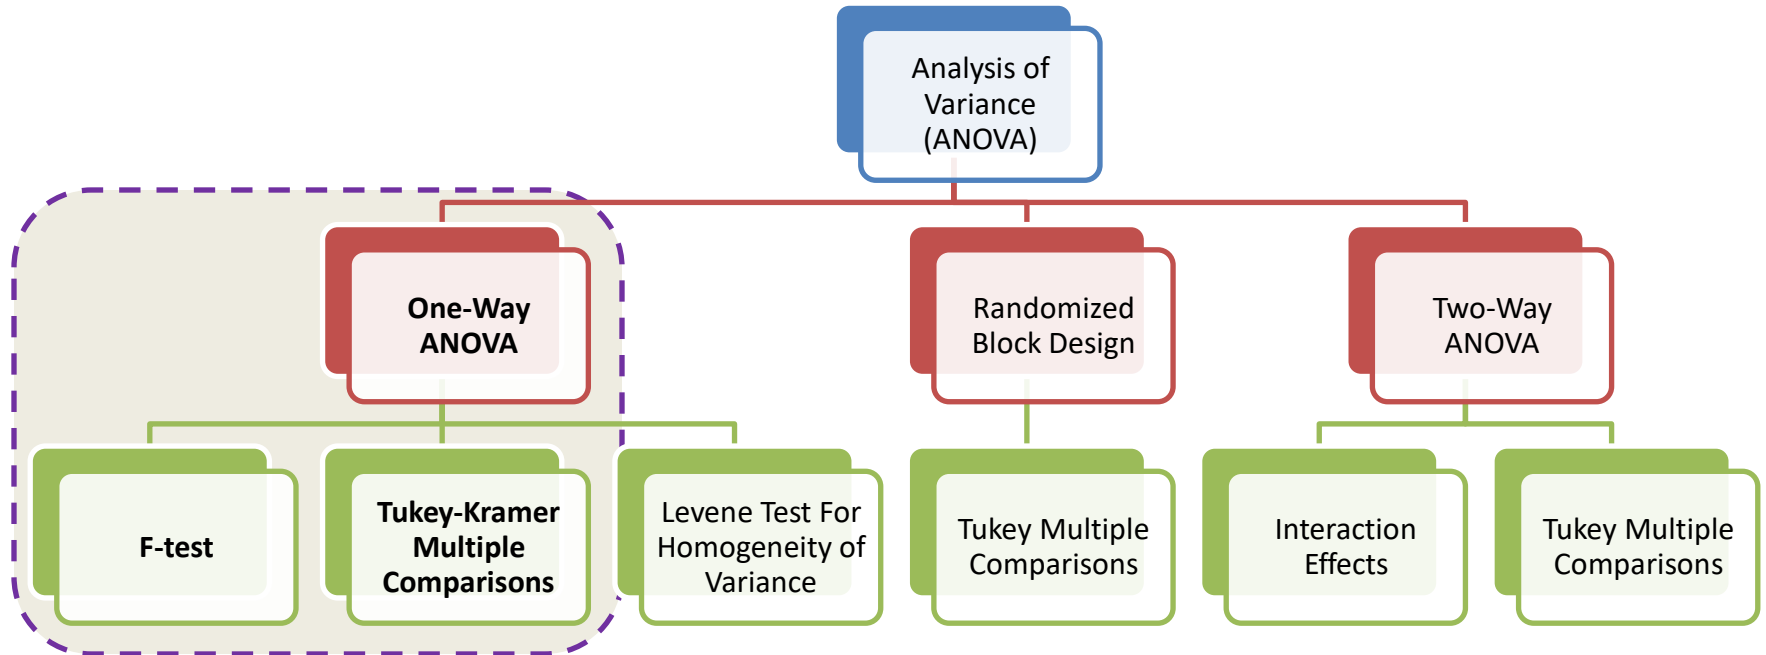 Analysis of
Variance
(ANOVA)
One-Way
ANOVA
Randomized
Block Design
Two-Way
ANOVA
F-test
Tukey-Kramer
Multiple
Comparisons
Levene Test For
Homogeneity of
Variance
Tukey Multiple
Comparisons
Interaction
Effects
Tukey Multiple
Comparisons